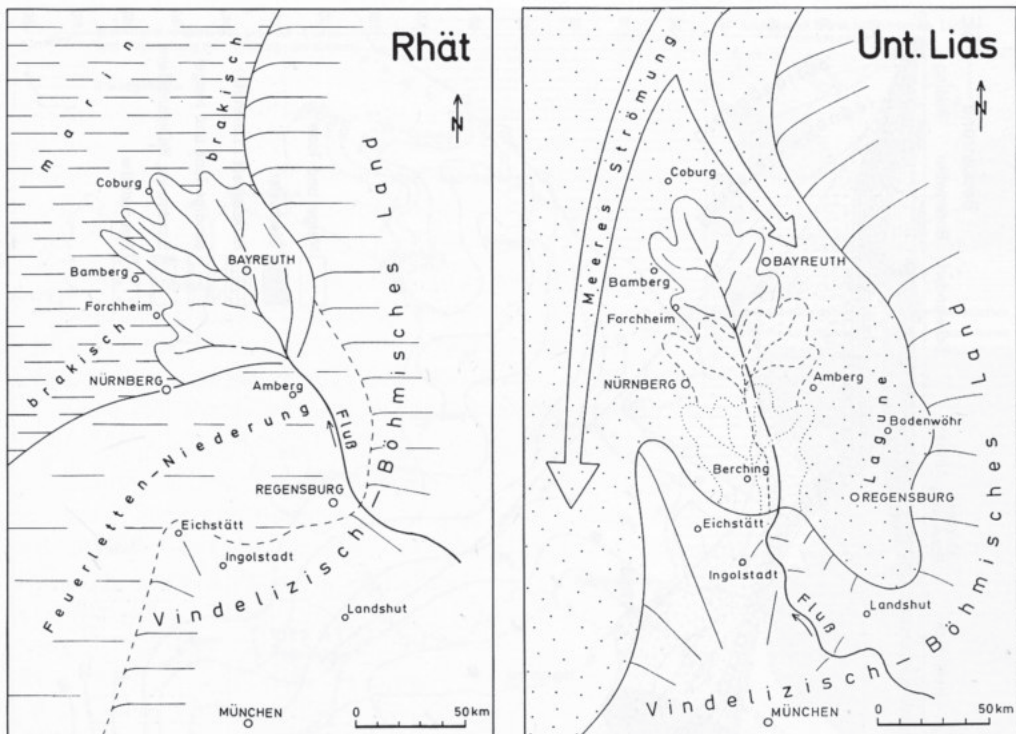 Rhät
marin
brakisch
N
Coburg
BAYREUTH
Bamberg
Forchheim
brakisch
NÜRNBERG
Amberg
Fluß
Feuerletten-Niederung
REGENSBURG
Eichstätt
Ingolstadt
Vindelizisch-Böhmisches Land
Landshut
MÜNCHEN
0 50 km
Unt. Lias
Meeres Strömung
N
Coburg
BAYREUTH
Bamberg
Forchheim
NÜRNBERG
Amberg
Lagune
Bodenwöhr
Berching
REGENSBURG
Eichstätt
Ingolstadt
Fluß
Landshut
Vindelizisch-Böhmisches Land
MÜNCHEN
0 50 km